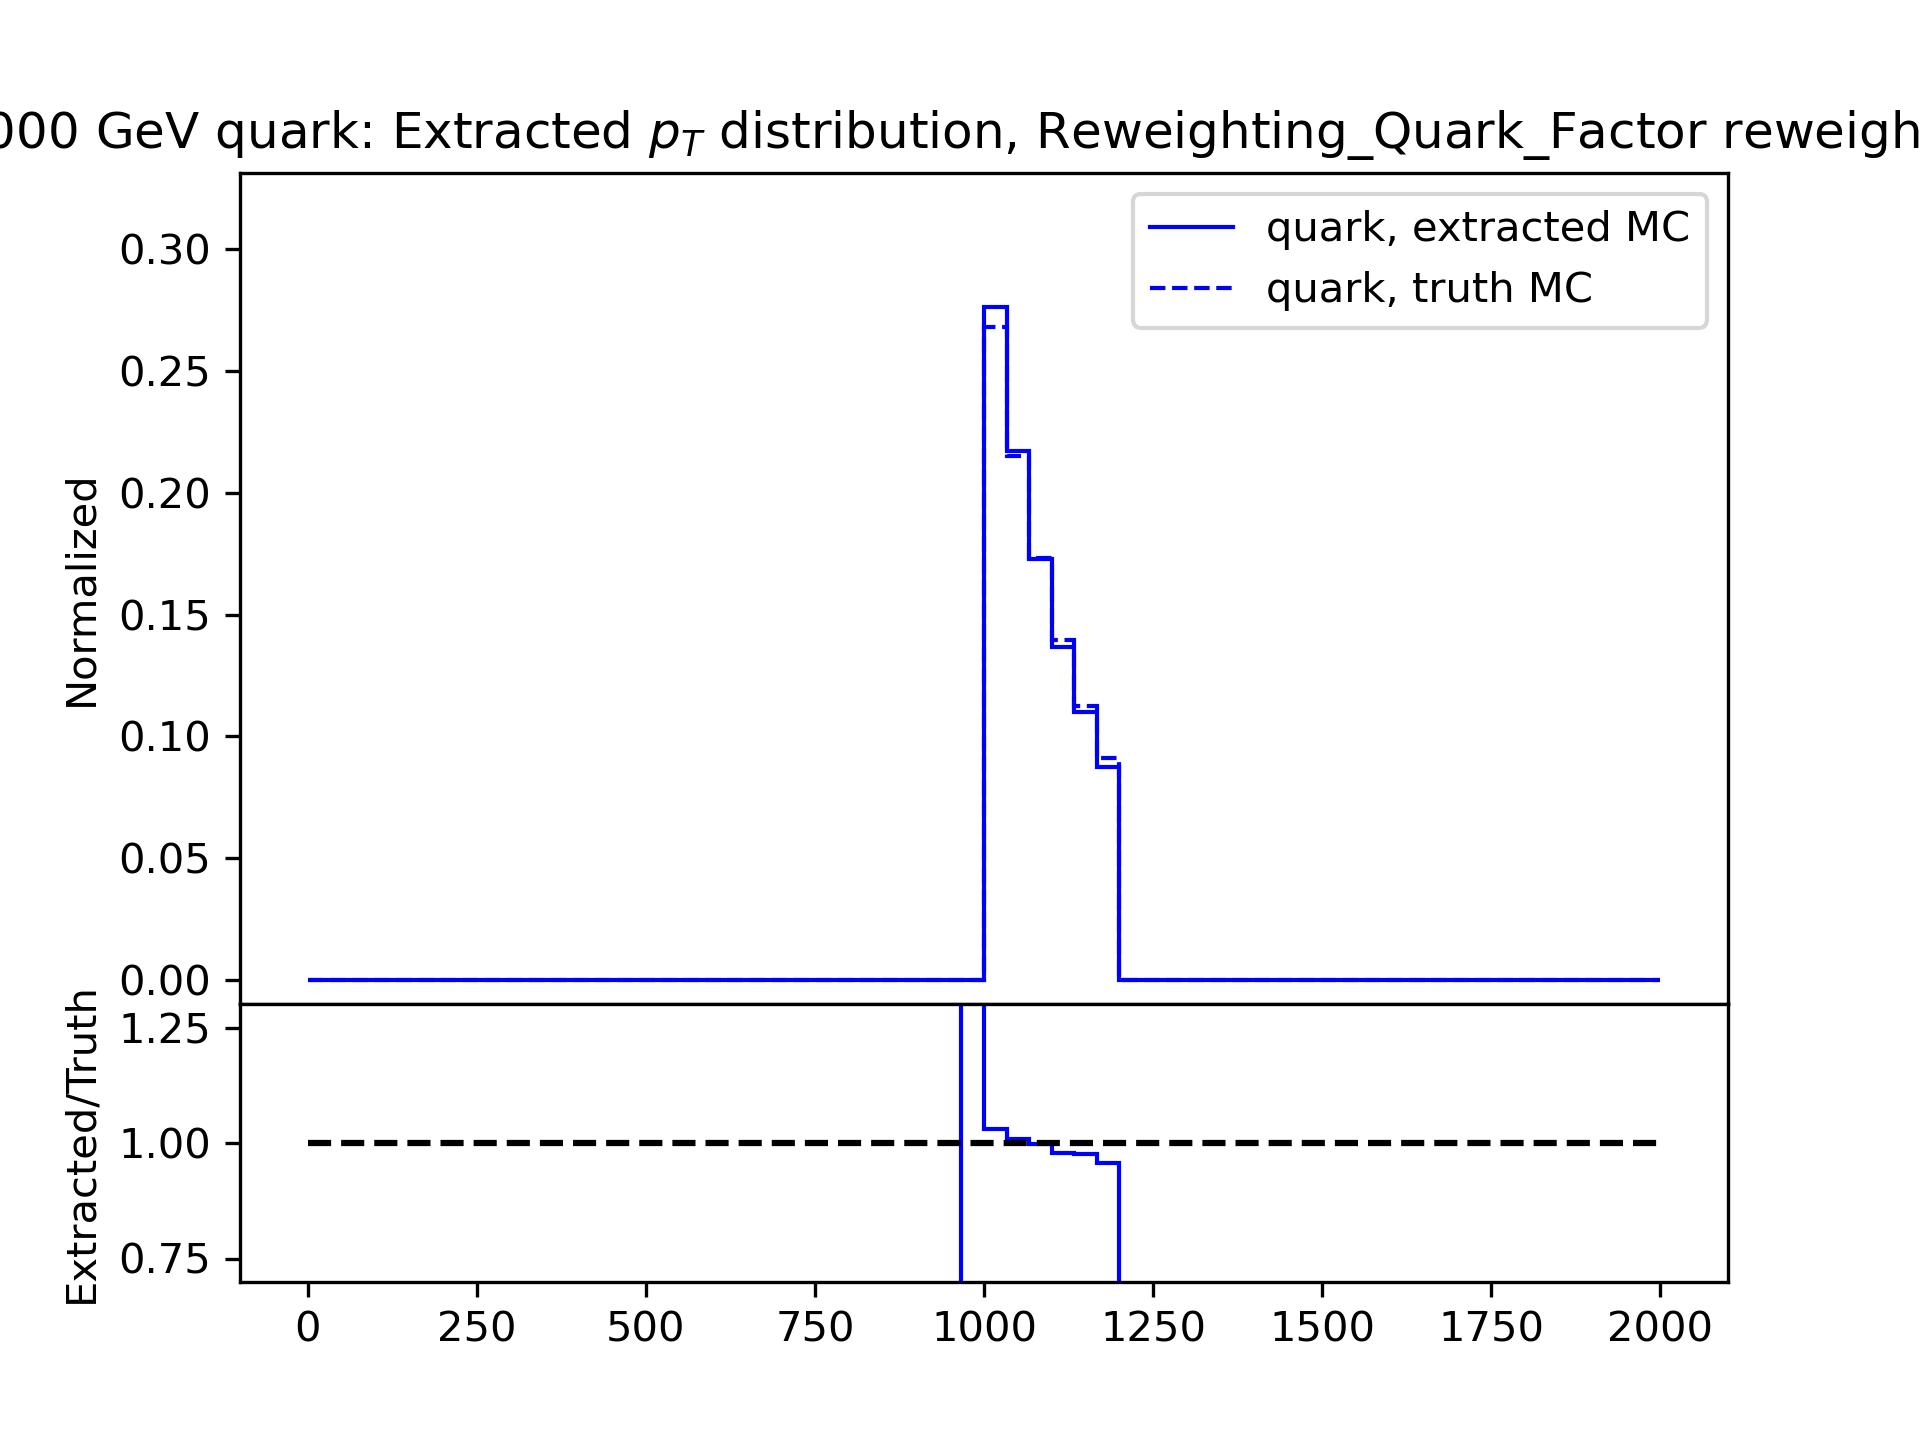 000 GeV quark: Extracted pT distribution, Reweighting_Quark_Factor reweigh
quark, extracted MC
quark, truth MC
Normalized
0.30
0.25
0.20
0.15
0.10
0.05
0.00
Extracted/Truth
1.25
1.00
0.75
0 250 500 750 1000 1250 1500 1750 2000